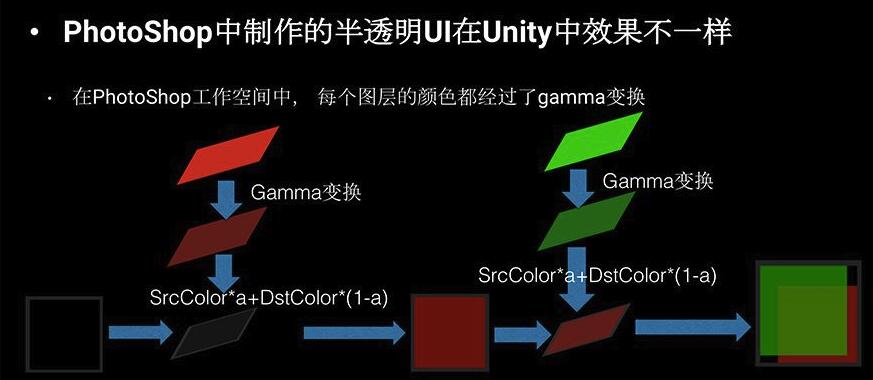 • PhotoShop中制作的半透明UI在Unity中效果不一样
• 在PhotoShop工作空间中， 每个图层的颜色都经过了gamma变换
Gamma变换
Gamma变换
SrcColor*a+DstColor*(1-a)
SrcColor*a+DstColor*(1-a)